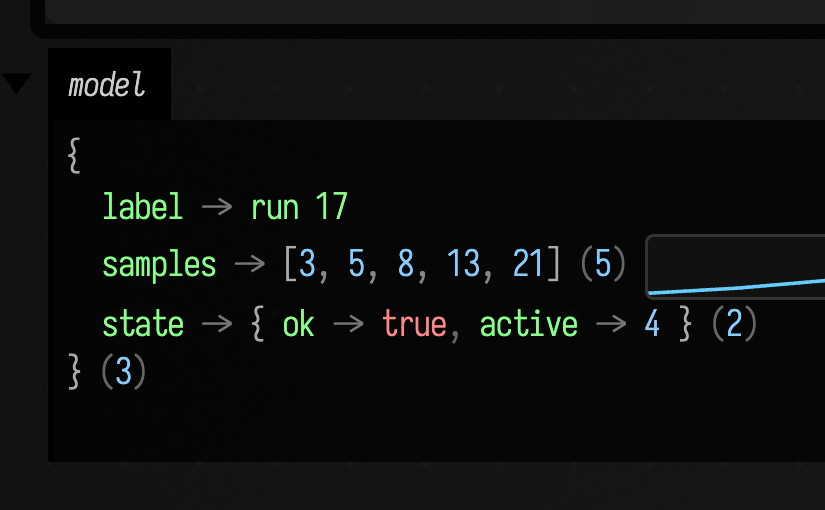 model
{
label → run 17
samples → [3, 5, 8, 13, 21] (5)
state → { ok → true, active → 4 } (2)
} (3)